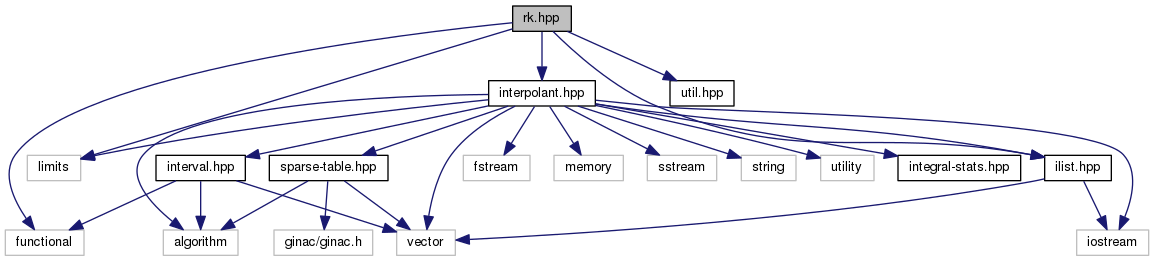 rk.hpp
interpolant.hpp
util.hpp
limits
interval.hpp
sparse-table.hpp
fstream
memory
sstream
string
utility
integral-stats.hpp
ilist.hpp
functional
algorithm
ginac/ginac.h
vector
iostream